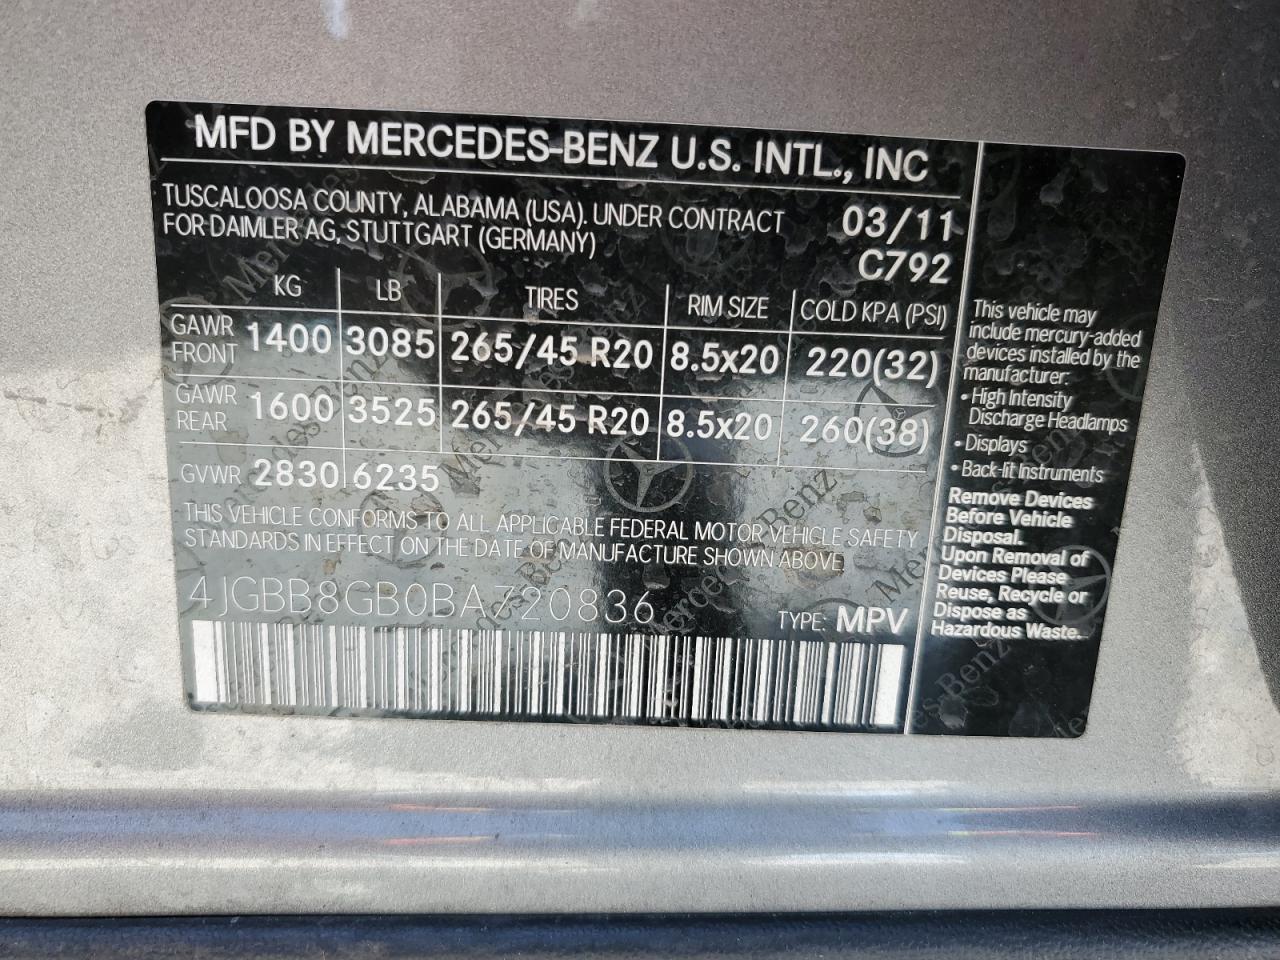 MFD BY MERCEDES-BENZ U.S. INTL., INC
TUSCALOOSA COUNTY, ALABAMA (USA). UNDER CONTRACT
FOR DAIMLER AG, STUTTGART (GERMANY)
03/11
C792
KG LB TIRES RIM SIZE COLD KPA (PSI)
GAWR FRONT 1400 3085 265/45 R20 8.5x20 220(32)
GAWR REAR 1600 3525 265/45 R20 8.5x20 260(38)
GVWR 2830 6235
THIS VEHICLE CONFORMS TO ALL APPLICABLE FEDERAL MOTOR VEHICLE SAFETY
STANDARDS IN EFFECT ON THE DATE OF MANUFACTURE SHOWN ABOVE.
4JGBB8GB0BA720836
TYPE: MPV
This vehicle may
include mercury-added
devices installed by the
manufacturer:
• High Intensity
Discharge Headlamps
• Displays
• Back-lit Instruments
Remove Devices
Before Vehicle
Disposal.
Upon Removal of
Devices Please
Reuse, Recycle or
Dispose as
Hazardous Waste.